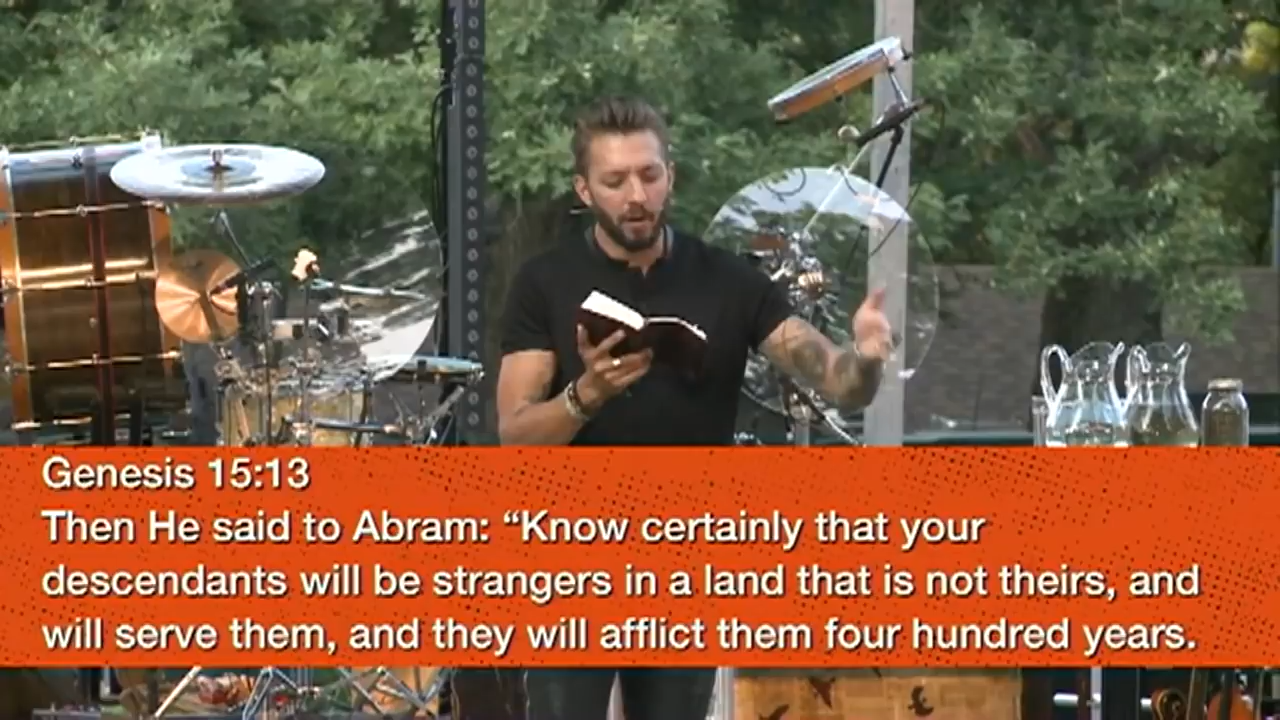 Genesis 15:13
Then He said to Abram: “Know certainly that your
descendants will be strangers in a land that is not theirs, and
will serve them, and they will afflict them four hundred years.